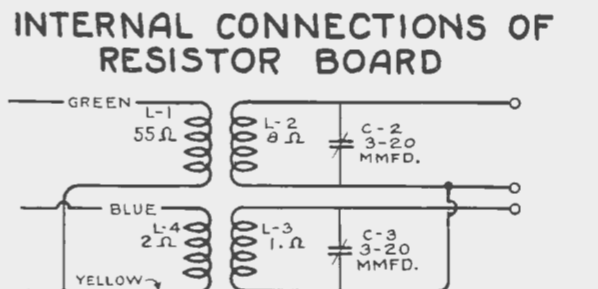 INTERNAL CONNECTIONS OF
RESISTOR BOARD
GREEN
L-1
55Ω
L-2
8Ω
C-2
3-20
MMFD.
BLUE
L-4
2Ω
L-3
1.Ω
C-3
3-20
MMFD.
YELLOW